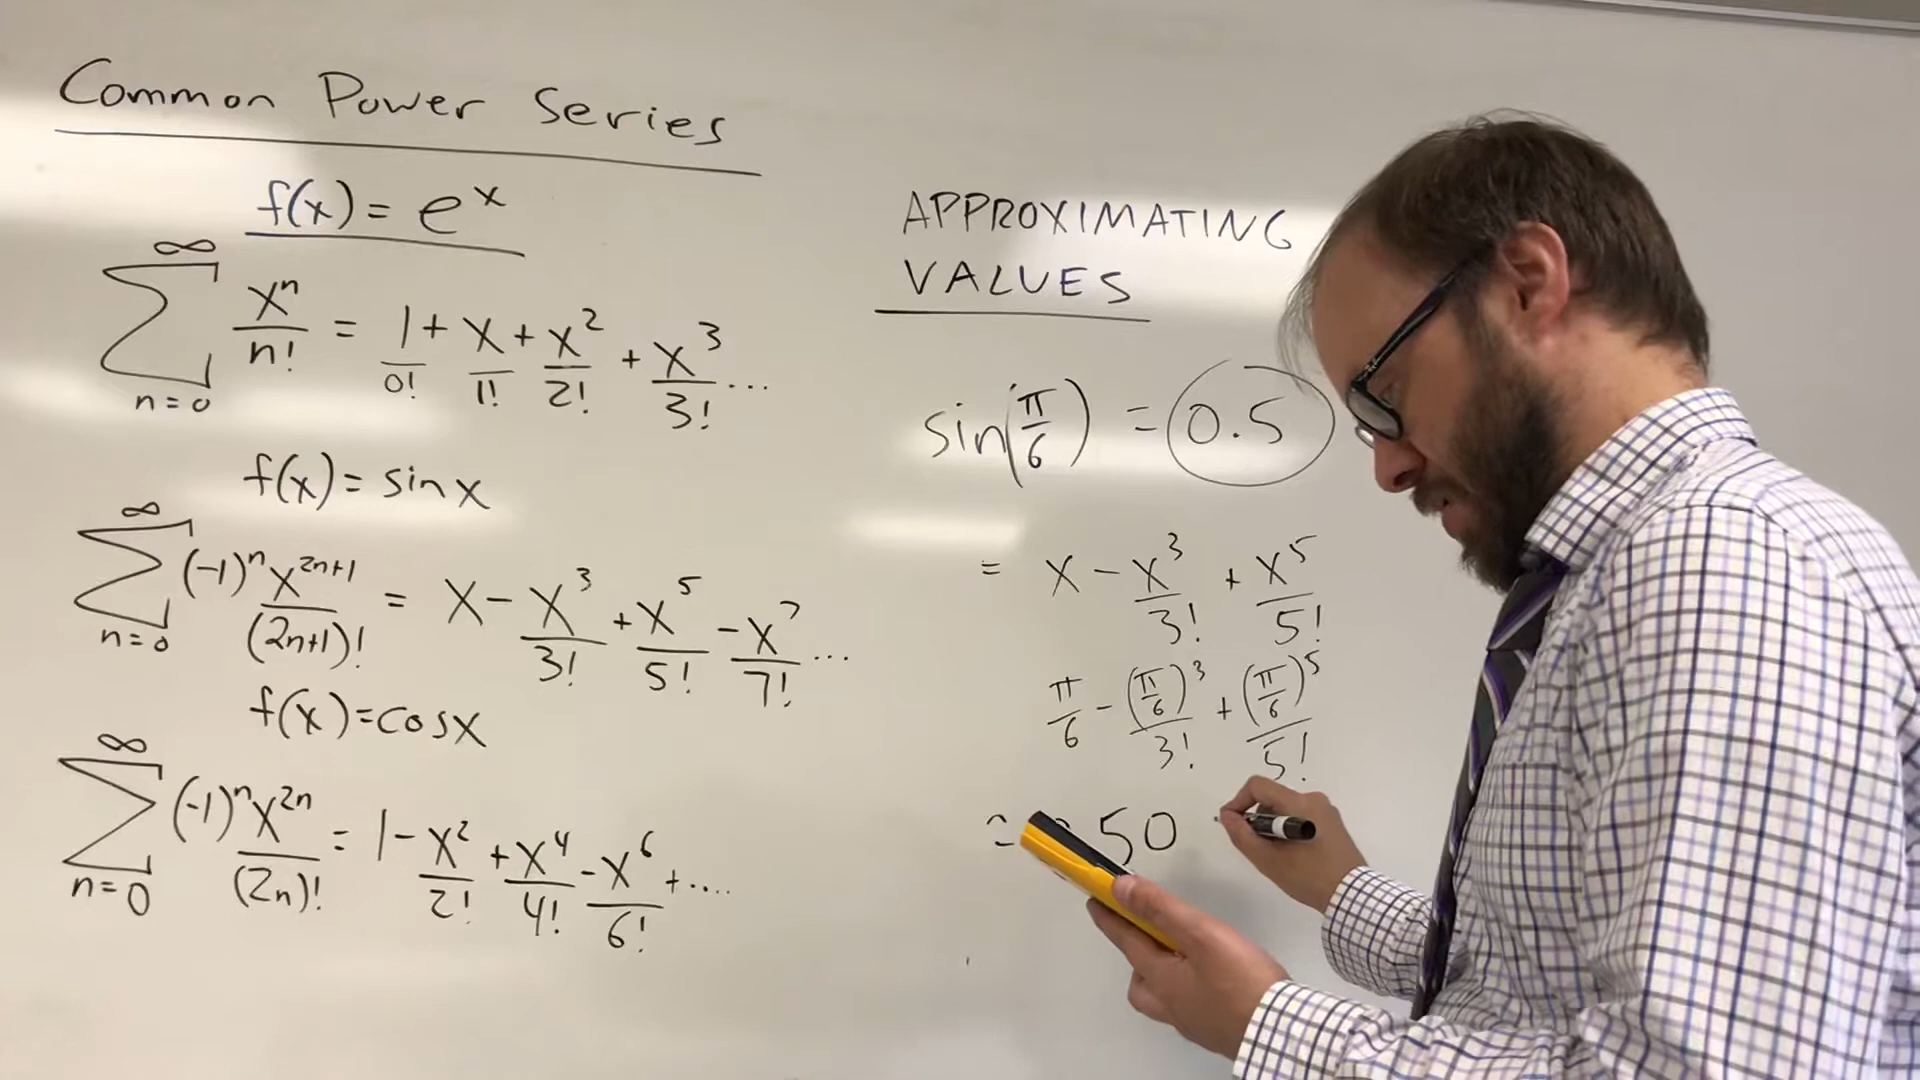 Common Power Series
f(x) = e^x
∞
∑ x^n/n! = 1/0! + x/1! + x^2/2! + x^3/3! ...
n=0
f(x) = sin x
∞
∑ (-1)^n x^(2n+1)/(2n+1)! = x - x^3/3! + x^5/5! - x^7/7! ...
n=0
f(x) = cos x
∞
∑ (-1)^n x^(2n)/(2n)! = 1 - x^2/2! + x^4/4! - x^6/6! + ....
n=0
APPROXIMATING
VALUES
sin(π/6) = 0.5
= x - x^3/3! + x^5/5!
π/6 - (π/6)^3/3! + (π/6)^5/5!
50